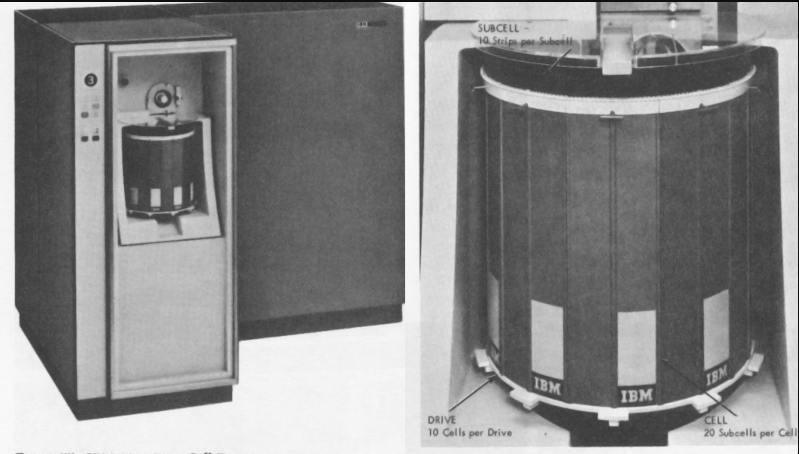 3
SUBCELL –
10 Strips per Subcell
IBM
IBM
IBM
DRIVE
10 Cells per Drive
CELL
20 Subcells per Cell